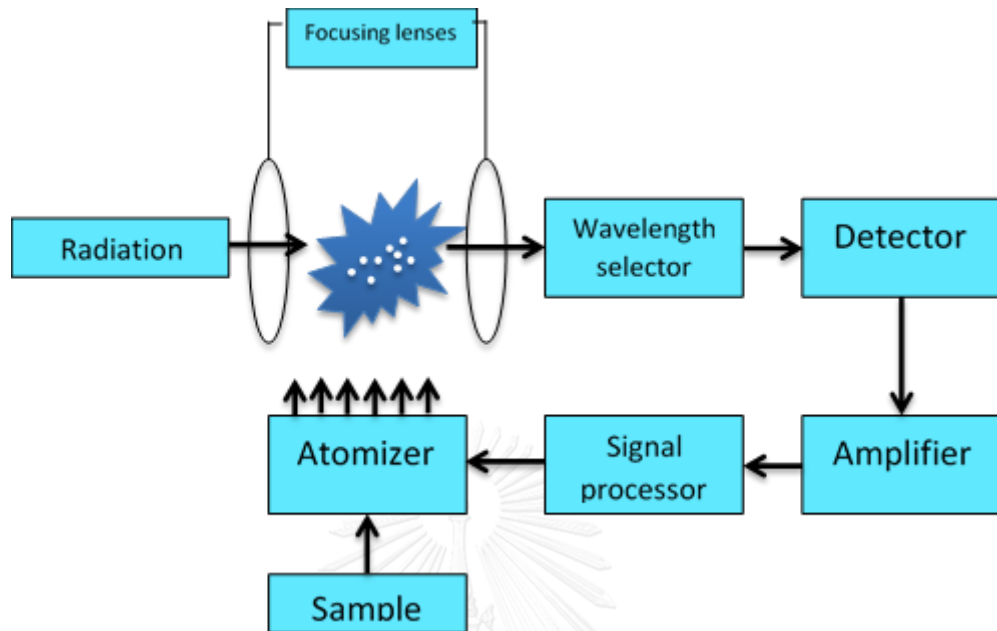 Focusing lenses
Radiation
Wavelength
selector
Detector
Atomizer
Signal
processor
Amplifier
Sample